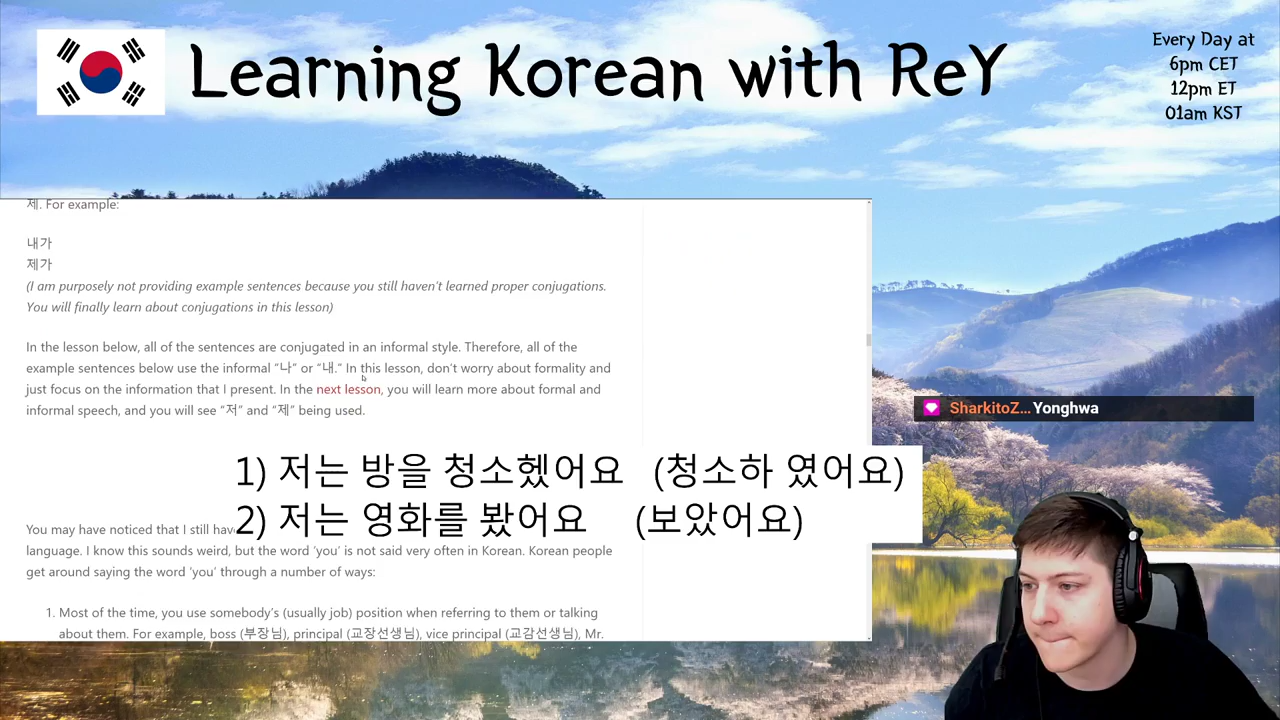 Learning Korean with ReY
Every Day at
6pm CET
12pm ET
01am KST
제. For example:
내가
제가
(I am purposely not providing example sentences because you still haven't learned proper conjugations.
You will finally learn about conjugations in this lesson)
In the lesson below, all of the sentences are conjugated in an informal style. Therefore, all of the
example sentences below use the informal “나” or “내.” In this lesson, don't worry about formality and
just focus on the information that I present. In the next lesson, you will learn more about formal and
informal speech, and you will see “저” and “제” being used.
SharkitoZ... Yonghwa
1) 저는 방을 청소헸어요 (청소하 였어요)
2) 저는 영화를 봤어요 (보았어요)
You may have noticed that I still
language. I know this sounds weird, but the word ‘you’ is not said very often in Korean. Korean people
get around saying the word ‘you’ through a number of ways:
1. Most of the time, you use somebody’s (usually job) position when referring to them or talking
about them. For example, boss (부장님), principal (교장선생님), vice principal (교감선생님), Mr.